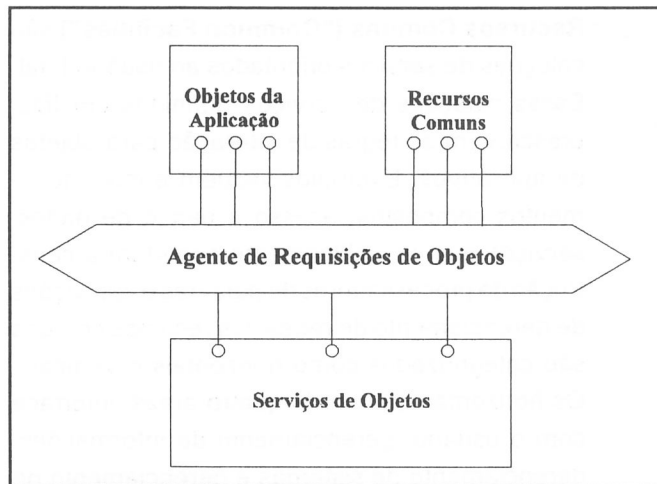 Objetos da
Aplicação
Recursos
Comuns
Agente de Requisições de Objetos
Serviços de Objetos